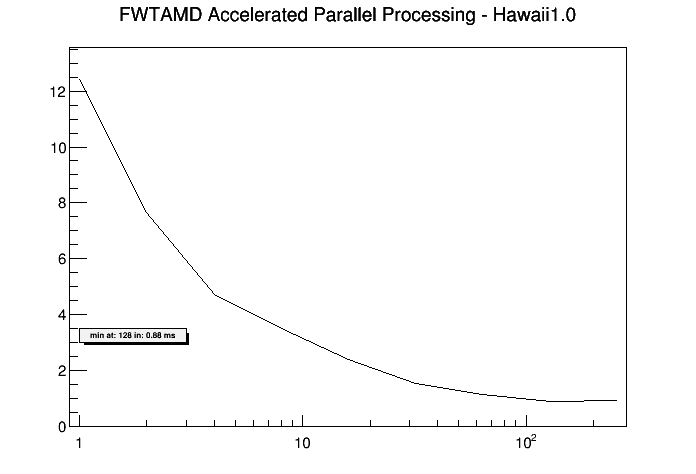 FWTAMD Accelerated Parallel Processing - Hawaii1.0
12
10
8
6
4
min at: 128 in: 0.88 ms
2
0
1 10 10²